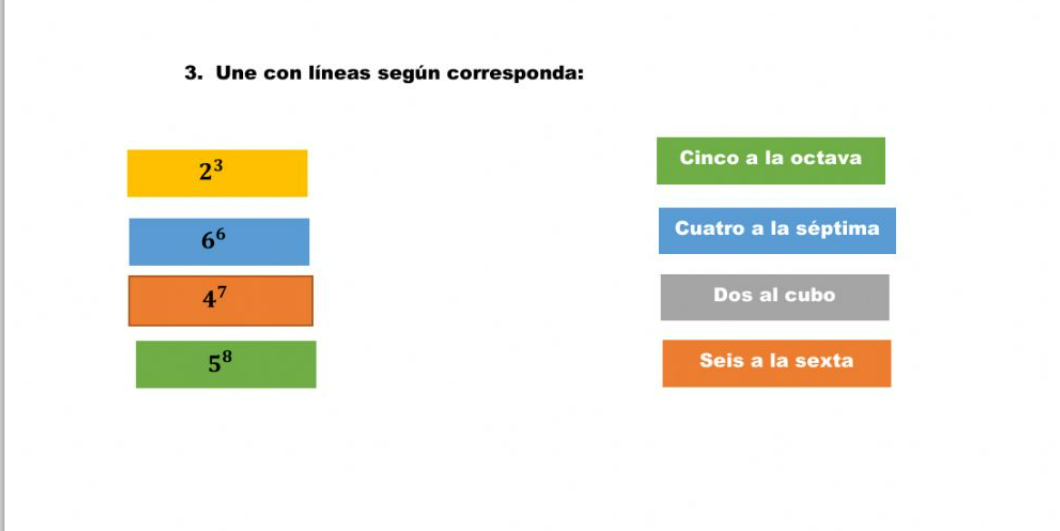 3. Une con líneas según corresponda:
2³
Cinco a la octava
6⁶
Cuatro a la séptima
4⁷
Dos al cubo
5⁸
Seis a la sexta